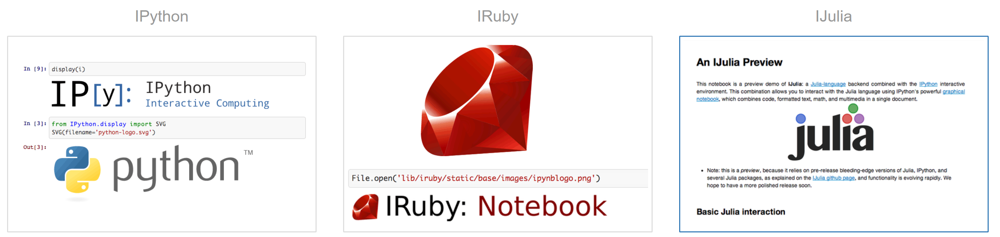 IPython
In [9]: display(i)
IP[y]: IPython
Interactive Computing
In [3]: from IPython.display import SVG
SVG(filename='python-logo.svg')
Out[3]:
python ™
IRuby
File.open('lib/iruby/static/base/images/ipynblogo.png')
IRuby: Notebook
IJulia
An IJulia Preview
This notebook is a preview demo of IJulia: a Julia-language backend combined with the IPython interactive
environment. This combination allows you to interact with the Julia language using IPython's powerful graphical
notebook, which combines code, formatted text, math, and multimedia in a single document.
julia
• Note: this is a preview, because it relies on pre-release bleeding-edge versions of Julia, IPython, and
several Julia packages, as explained on the IJulia github page, and functionality is evolving rapidly. We
hope to have a more polished release soon.
Basic Julia interaction